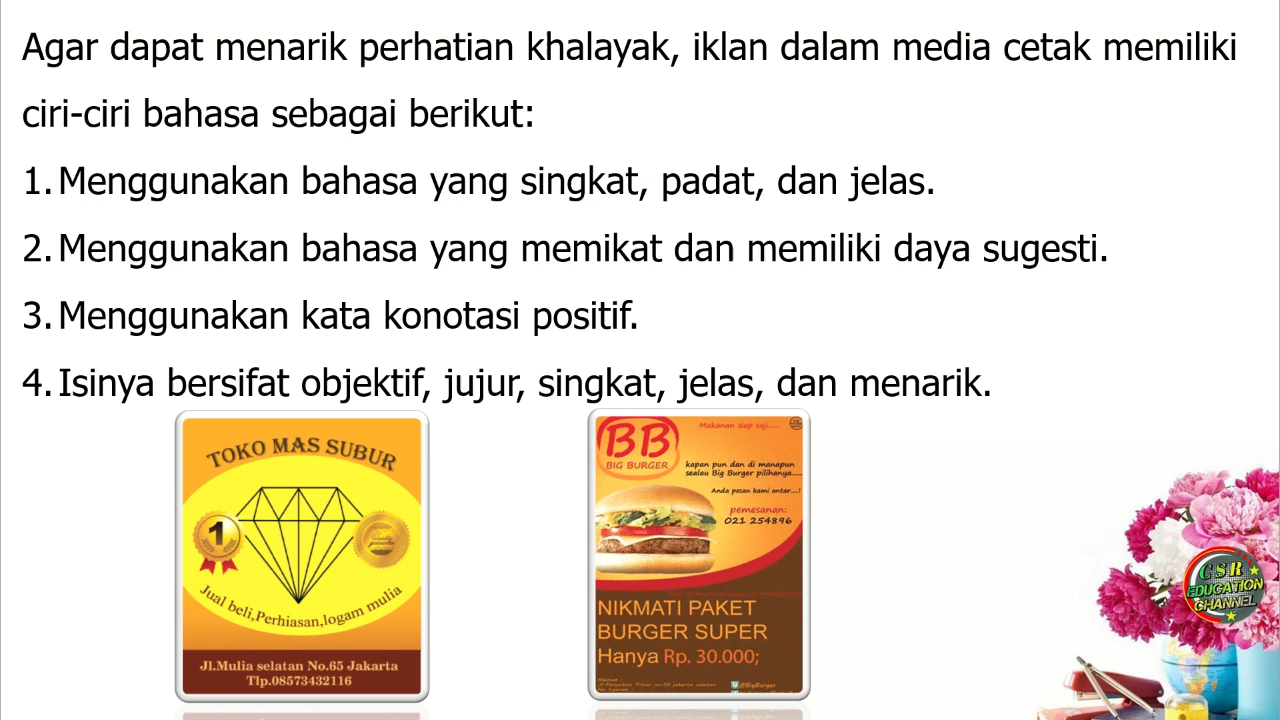 Agar dapat menarik perhatian khalayak, iklan dalam media cetak memiliki
ciri-ciri bahasa sebagai berikut:
1. Menggunakan bahasa yang singkat, padat, dan jelas.
2. Menggunakan bahasa yang memikat dan memiliki daya sugesti.
3. Menggunakan kata konotasi positif.
4. Isinya bersifat objektif, jujur, singkat, jelas, dan menarik.
TOKO MAS SUBUR
1
Jual beli,Perhiasan,logam mulia
Jl.Mulia selatan No.65 Jakarta
Tlp.08573432116
BB
BIG BURGER
Makanan siap saji....
kapan pun dan di manapun
sealau Big Burger pilihanya.....
Anda pesan kami antar....!
pemesanan:
021 254896
NIKMATI PAKET
BURGER SUPER
Hanya Rp. 30.000;
@BigBurger
GSR
EDUCATION
CHANNEL